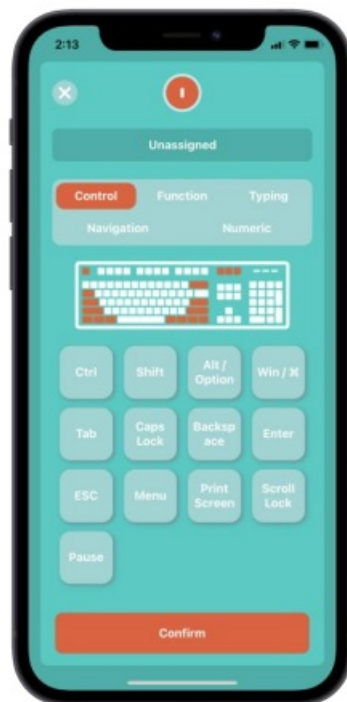 2:13
Unassigned
Control Function Typing
Navigation Numeric
Ctrl Shift Alt / Option Win / ⌘
Tab Caps Lock Backsp ace Enter
ESC Menu Print Screen Scroll Lock
Pause
Confirm